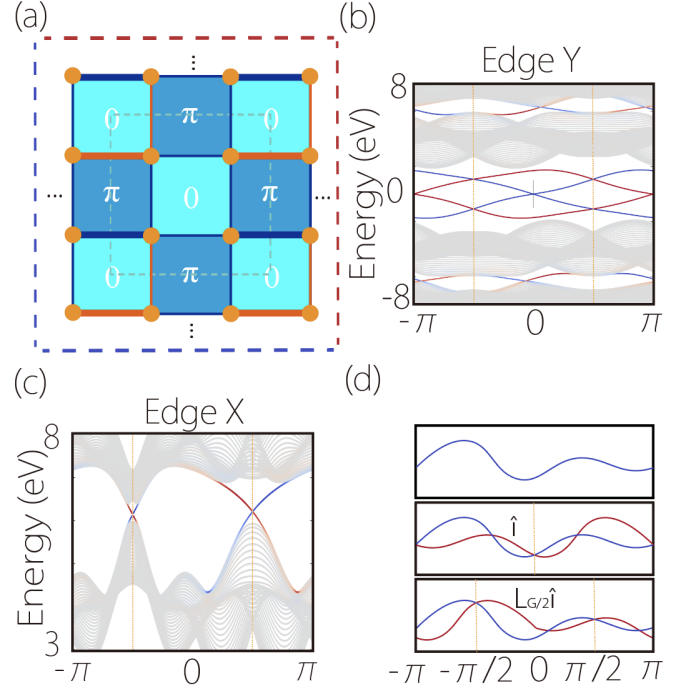 (a)
...
0 π 0
... π 0 π ...
0 π 0
...
(b)
Edge Y
Energy (eV)
8
0
-8
-π 0 π
(c)
Edge X
Energy (eV)
8
3
-π 0 π
(d)
î
L_{G/2}î
-π -π/2 0 π/2 π